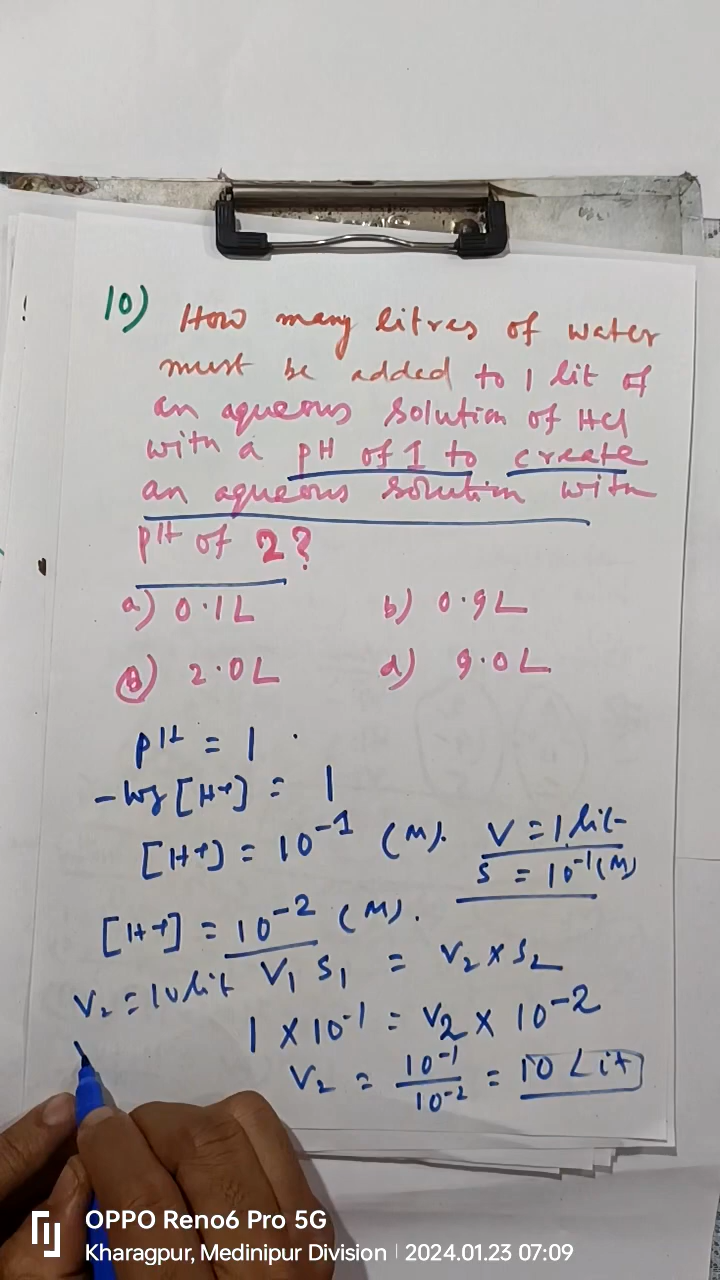 10) How many litres of water
must be added to 1 lit of
an aqueous solution of HCl
with a pH of 1 to create
an aqueous solution with
pH of 2?
a) 0.1L b) 0.9L
2.0L d) 9.0L
pH = 1
-log [H+] = 1
[H+] = 10⁻¹ (M). V = 1 lit
S = 10⁻¹(M)
[H+] = 10⁻² (M).
V₁ S₁ = V₂ × S₂
V₂ = 10 lit
1 × 10⁻¹ = V₂ × 10⁻²
V₂ = 10⁻¹/10⁻² = 10 Lit
OPPO Reno6 Pro 5G
Kharagpur, Medinipur Division | 2024.01.23 07:09